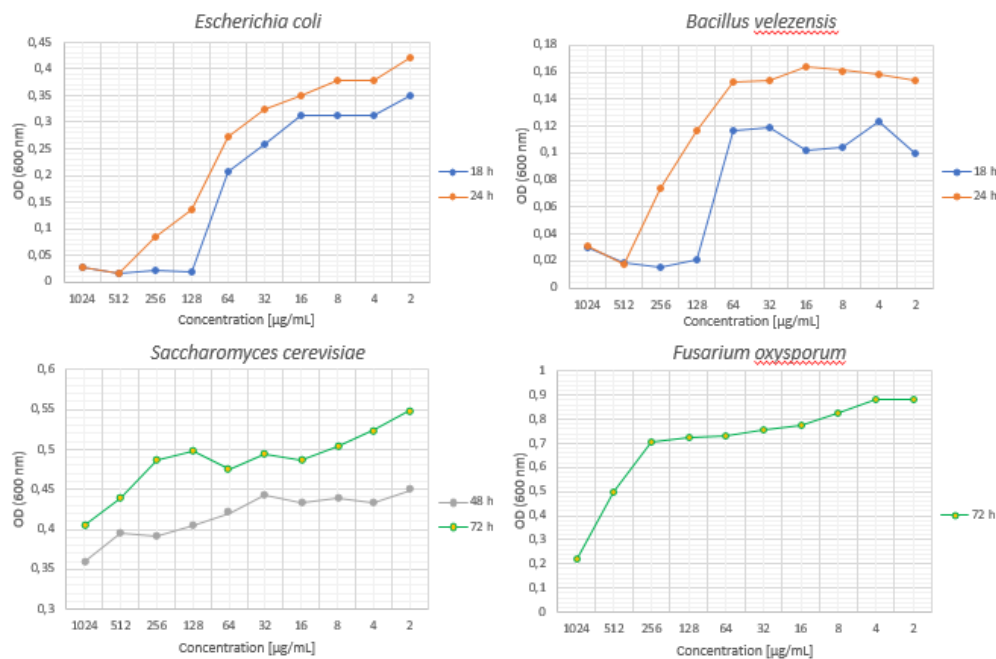 Escherichia coli
0,45
0,4
0,35
0,3
0,25
0,2
0,15
0,1
0,05
0
OD (600 nm)
1024 512 256 128 64 32 16 8 4 2
Concentration [µg/mL]
18 h
24 h
Bacillus velezensis
0,18
0,16
0,14
0,12
0,1
0,08
0,06
0,04
0,02
0
OD (600 nm)
1024 512 256 128 64 32 16 8 4 2
Concentration [µg/mL]
18 h
24 h
Saccharomyces cerevisiae
0,6
0,55
0,5
0,45
0,4
0,35
0,3
OD (600 nm)
1024 512 256 128 64 32 16 8 4 2
Concentration [µg/mL]
48 h
72 h
Fusarium oxysporum
1
0,9
0,8
0,7
0,6
0,5
0,4
0,3
0,2
0,1
0
OD (600 nm)
1024 512 256 128 64 32 16 8 4 2
Concentration [µg/mL]
72 h